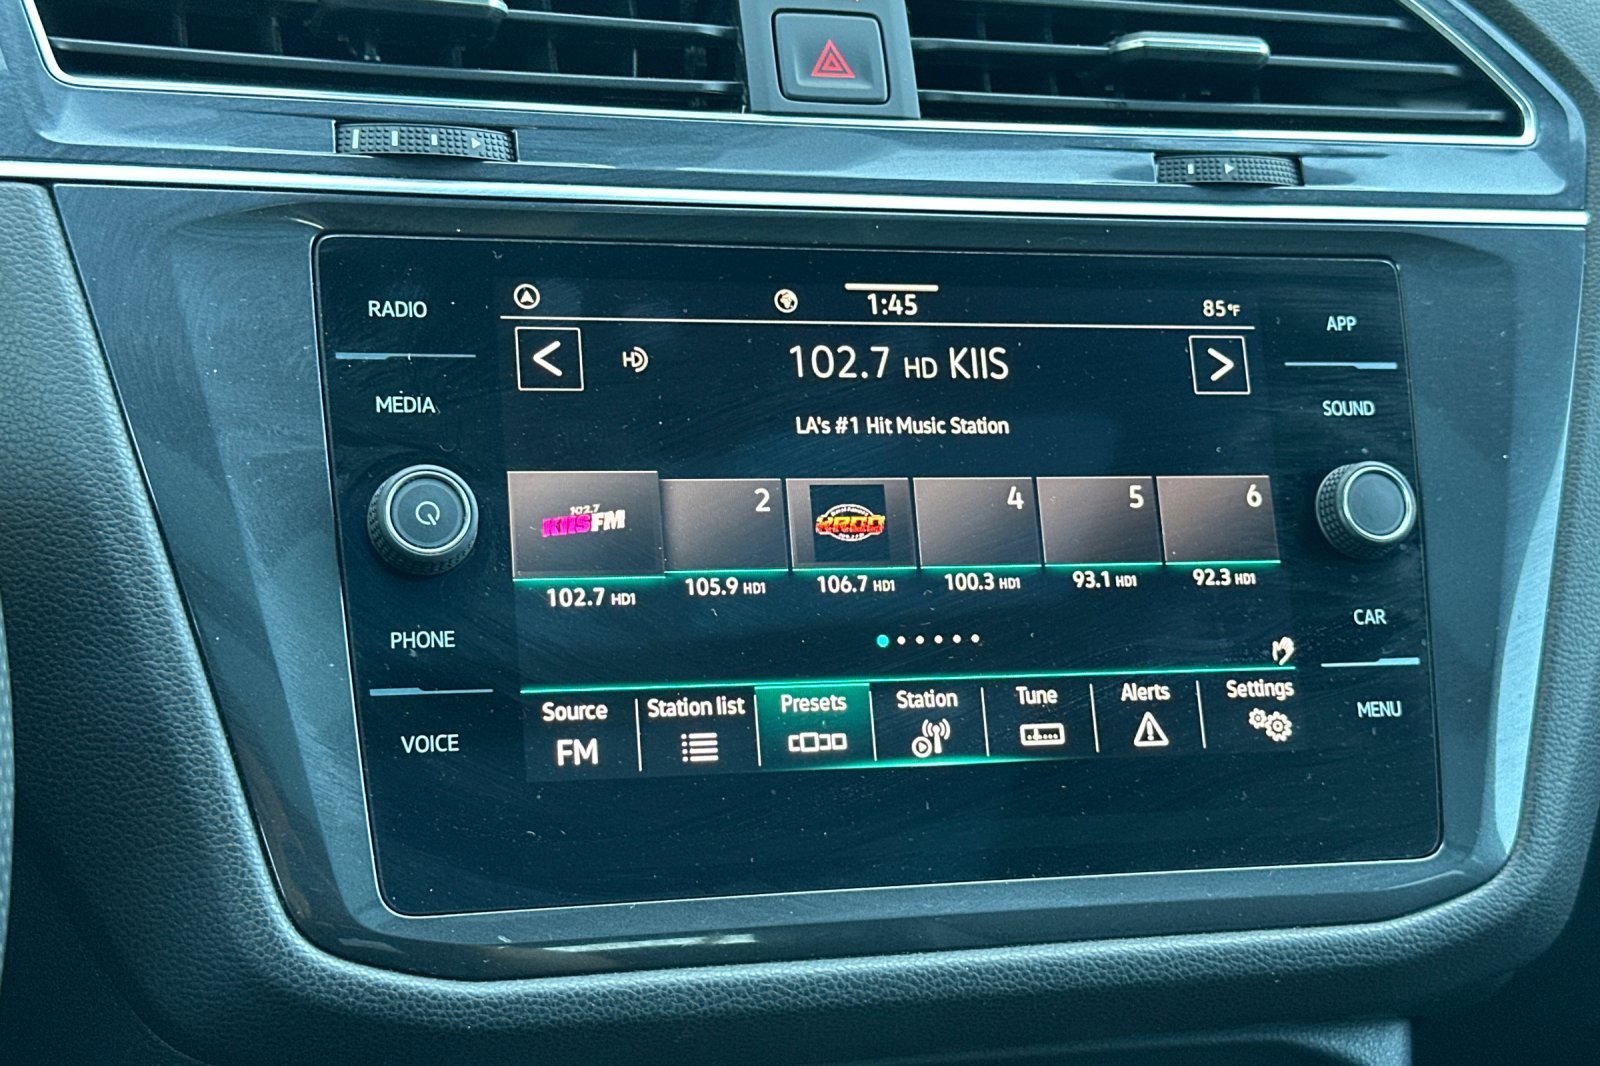 RADIO
MEDIA
PHONE
VOICE
1:45
85°F
102.7 HD KIIS
LA's #1 Hit Music Station
102.7
KIISFM
2
KROQ
4
5
6
102.7 HD1
105.9 HD1
106.7 HD1
100.3 HD1
93.1 HD1
92.3 HD1
Source
FM
Station list
Presets
Station
Tune
Alerts
Settings
APP
SOUND
CAR
MENU
HD